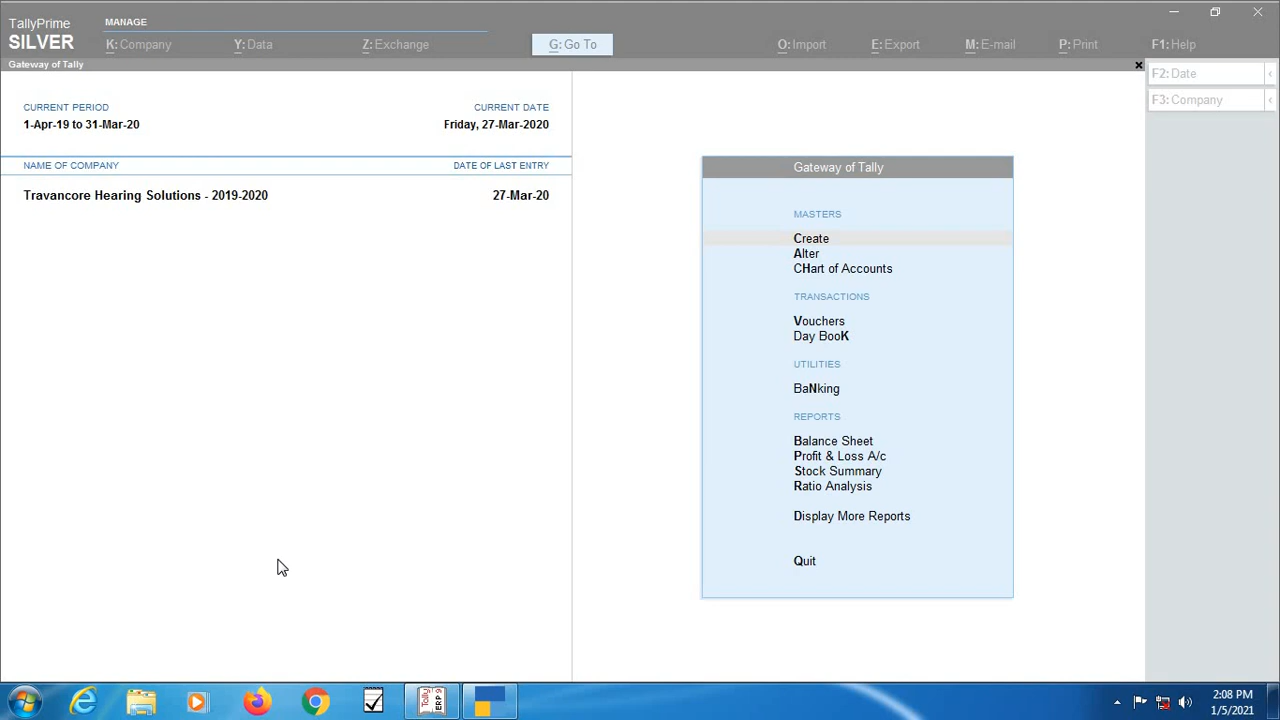 TallyPrime
SILVER
MANAGE
K: Company
Y: Data
Z: Exchange
G: Go To
O: Import
E: Export
M: E-mail
P: Print
F1: Help
Gateway of Tally
F2: Date
F3: Company
CURRENT PERIOD
CURRENT DATE
1-Apr-19 to 31-Mar-20
Friday, 27-Mar-2020
NAME OF COMPANY
DATE OF LAST ENTRY
Travancore Hearing Solutions - 2019-2020
27-Mar-20
Gateway of Tally
MASTERS
Create
Alter
CHart of Accounts
TRANSACTIONS
Vouchers
Day BooK
UTILITIES
BaNking
REPORTS
Balance Sheet
Profit & Loss A/c
Stock Summary
Ratio Analysis
Display More Reports
Quit
Tally
ERP 9
2:08 PM
1/5/2021